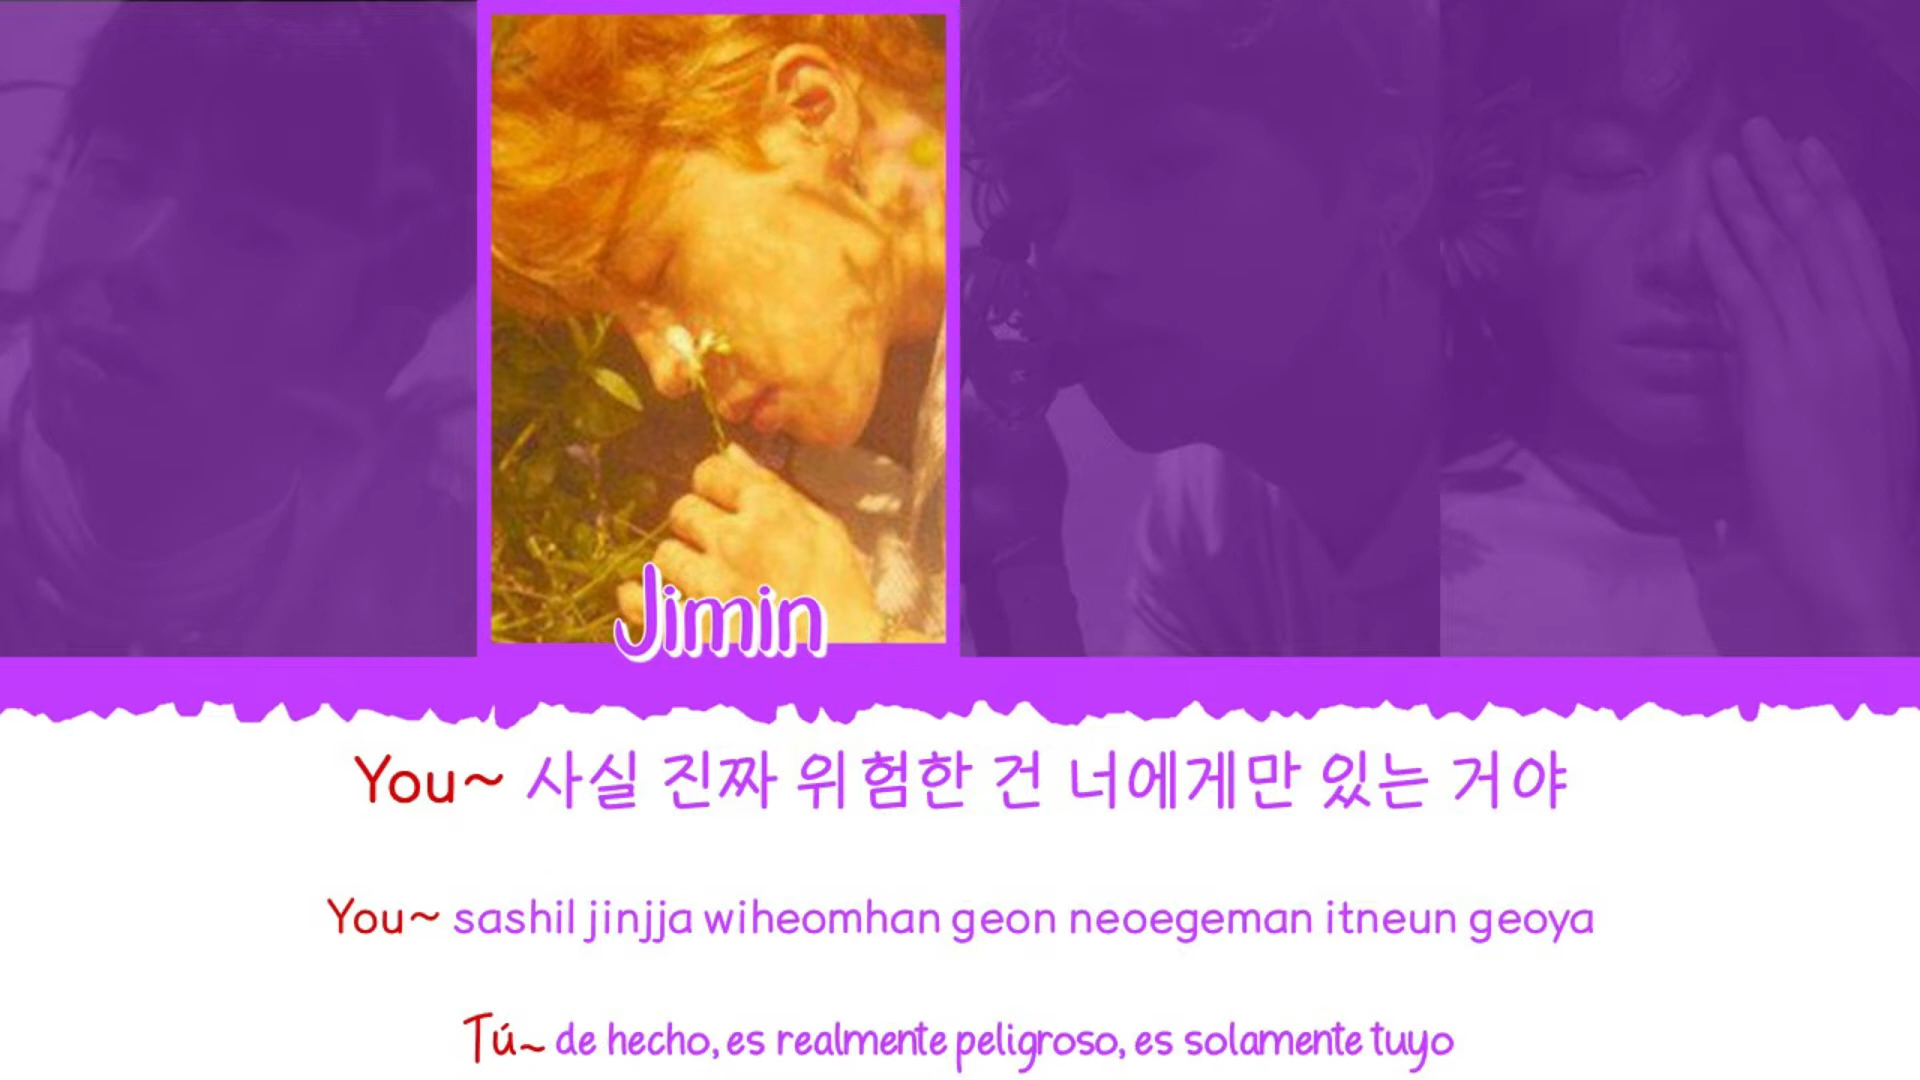 Jimin
You~ 사실 진짜 위험한 건 너에게만 있는 거야
You~ sashil jinjja wiheomhan geon neoegeman itneun geoya
Tú~ de hecho, es realmente peligroso, es solamente tuyo